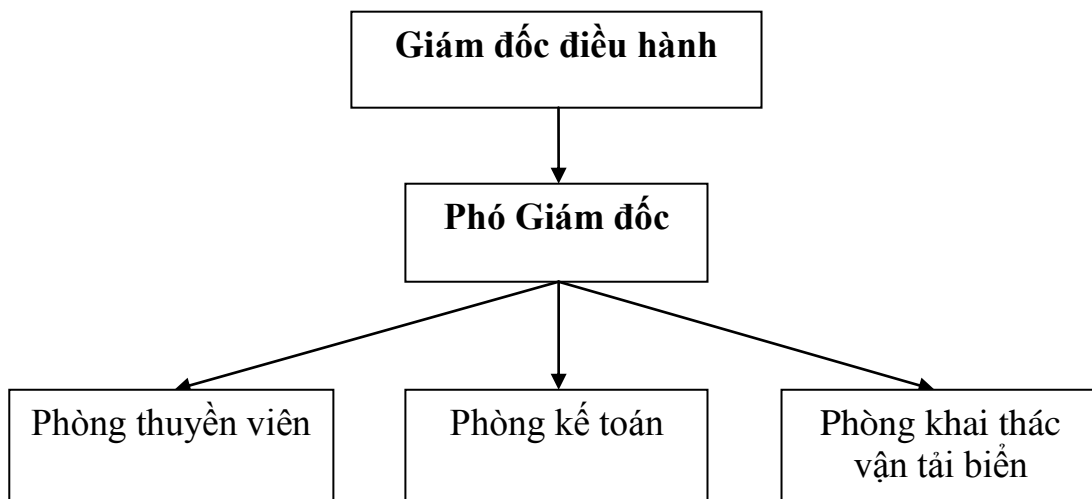 Giám đốc điều hành
Phó Giám đốc
Phòng thuyền viên
Phòng kế toán
Phòng khai thác
vận tải biển